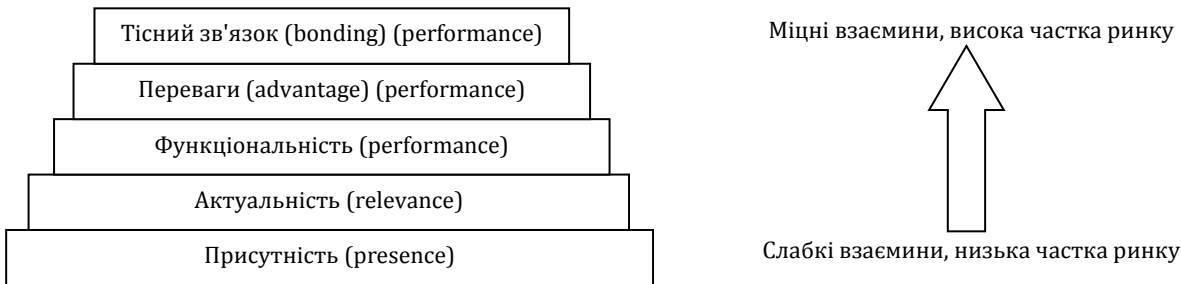 Тісний зв'язок (bonding) (performance)
Переваги (advantage) (performance)
Функціональність (performance)
Актуальність (relevance)
Присутність (presence)
Міцні взаємини, висока частка ринку
Слабкі взаємини, низька частка ринку